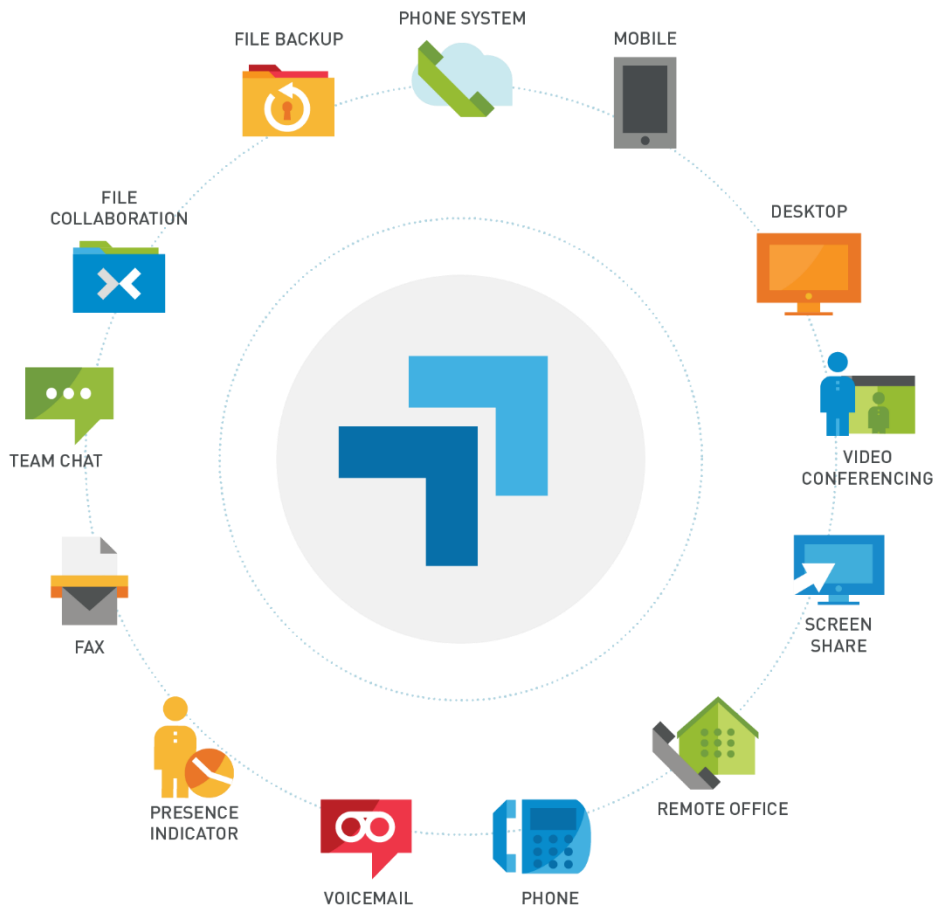 PHONE SYSTEM
FILE BACKUP
MOBILE
FILE
COLLABORATION
DESKTOP
TEAM CHAT
VIDEO
CONFERENCING
FAX
SCREEN
SHARE
PRESENCE
INDICATOR
REMOTE OFFICE
VOICEMAIL
PHONE